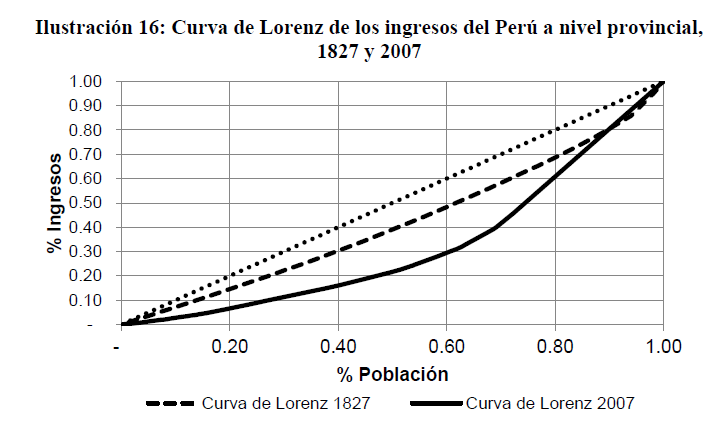 Ilustración 16: Curva de Lorenz de los ingresos del Perú a nivel provincial,
1827 y 2007
1.00
0.90
0.80
0.70
0.60
0.50
0.40
0.30
0.20
0.10
-
% Ingresos
- 0.20 0.40 0.60 0.80 1.00
% Población
Curva de Lorenz 1827 Curva de Lorenz 2007